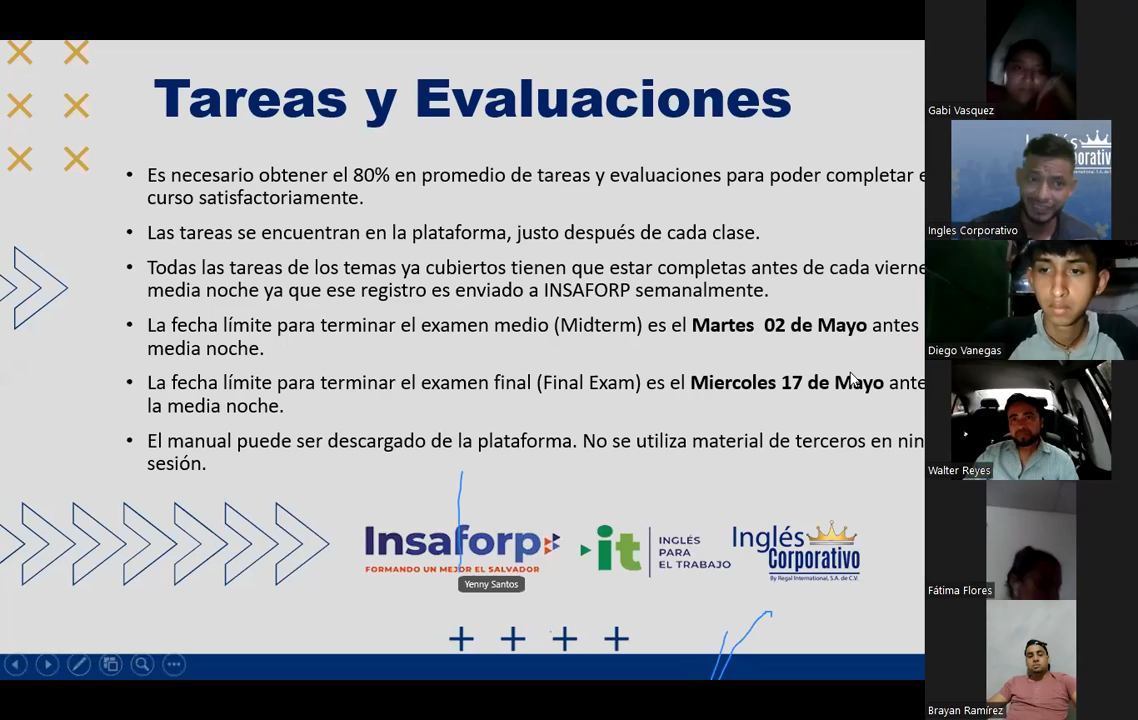 Tareas y Evaluaciones
• Es necesario obtener el 80% en promedio de tareas y evaluaciones para poder completar e
curso satisfactoriamente.
• Las tareas se encuentran en la plataforma, justo después de cada clase.
• Todas las tareas de los temas ya cubiertos tienen que estar completas antes de cada vierne
media noche ya que ese registro es enviado a INSAFORP semanalmente.
• La fecha límite para terminar el examen medio (Midterm) es el Martes 02 de Mayo antes
media noche.
• La fecha límite para terminar el examen final (Final Exam) es el Miercoles 17 de Mayo ante
la media noche.
• El manual puede ser descargado de la plataforma. No se utiliza material de terceros en nin
sesión.
Insaforp
FORMANDO UN MEJOR EL SALVADOR
Yenny Santos
it
INGLÉS
PARA
EL TRABAJO
Inglés
Corporativo
By Regal International, S.A. de C.V.
Gabi Vasquez
Ingles Corporativo
Diego Vanegas
Walter Reyes
Fátima Flores
Brayan Ramírez